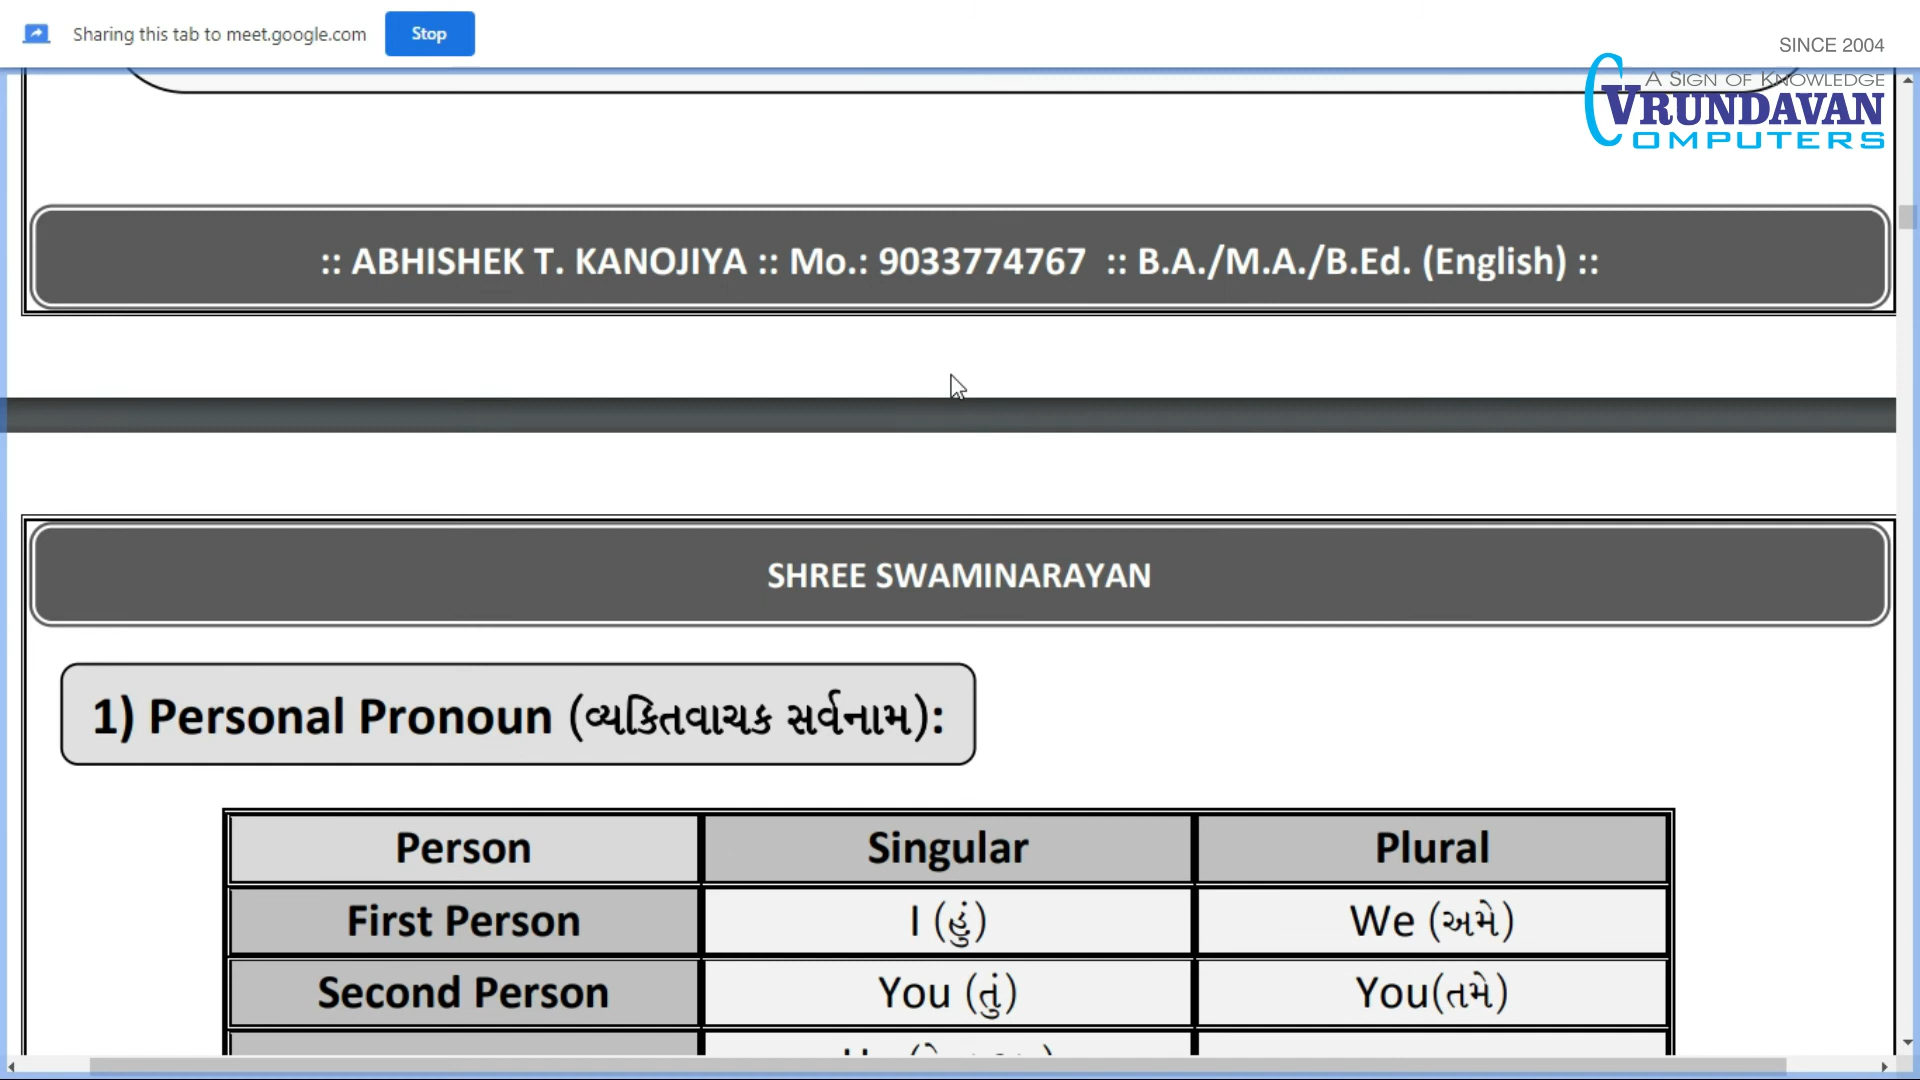 Sharing this tab to meet.google.com Stop
SINCE 2004
A SIGN OF KNOWLEDGE
VRUNDAVAN
COMPUTERS
:: ABHISHEK T. KANOJIYA :: Mo.: 9033774767 :: B.A./M.A./B.Ed. (English) ::
SHREE SWAMINARAYAN
1) Personal Pronoun (વ્યકિતવાચક સર્વનામ):
Person Singular Plural
First Person I (હું) We (અમે)
Second Person You (તું) You(તમે)